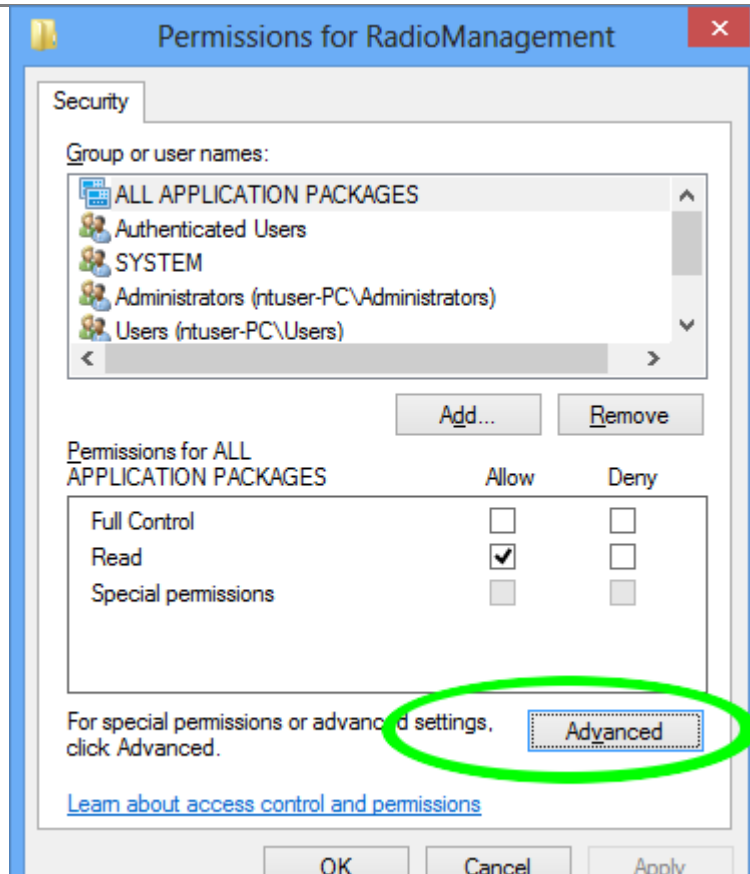 Permissions for RadioManagement
Security
Group or user names:
ALL APPLICATION PACKAGES
Authenticated Users
SYSTEM
Administrators (ntuser-PC\Administrators)
Users (ntuser-PC\Users)
Add...
Remove
Permissions for ALL
APPLICATION PACKAGES
Allow
Deny
Full Control
Read
Special permissions
For special permissions or advanced settings,
click Advanced.
Advanced
Learn about access control and permissions
OK
Cancel
Apply